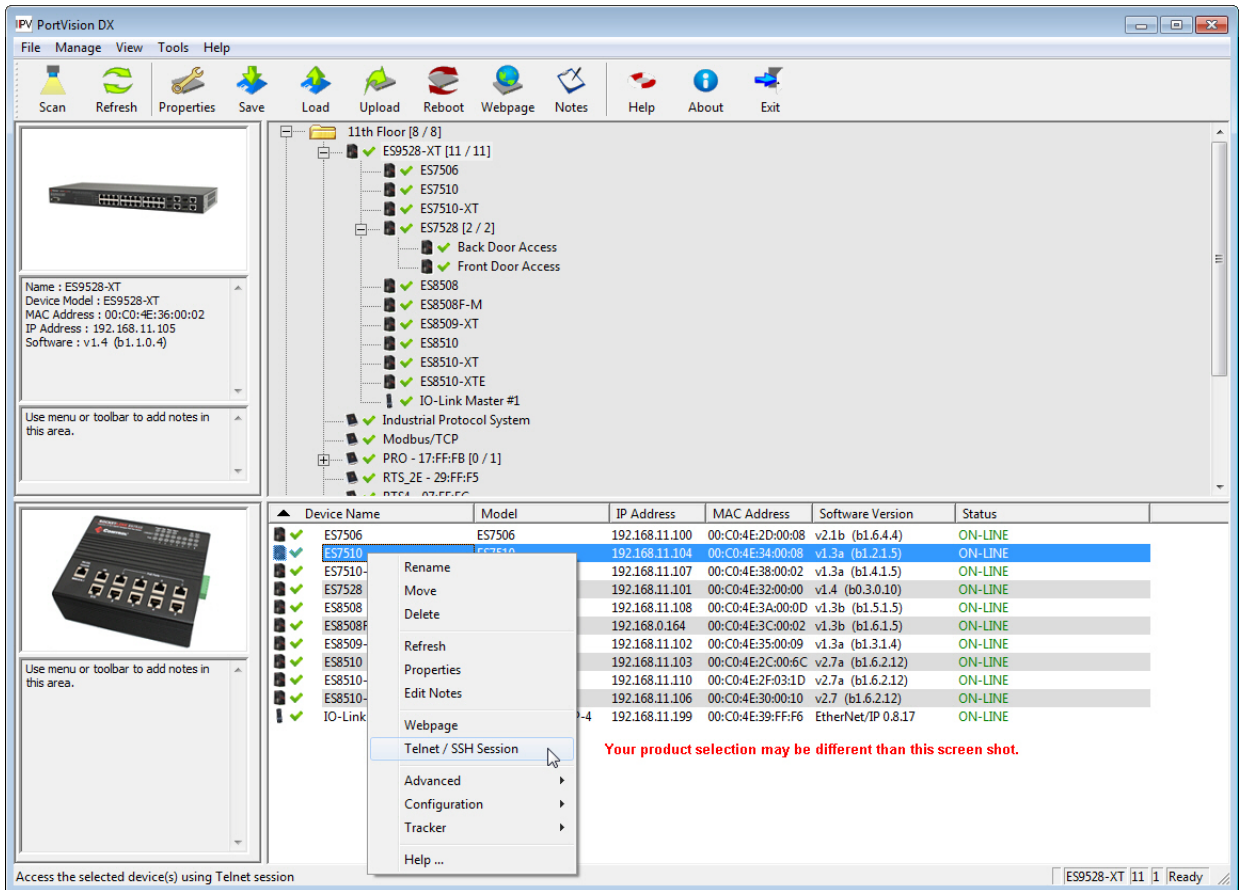 IPV PortVision DX
File Manage View Tools Help
Scan Refresh Properties Save Load Upload Reboot Webpage Notes Help About Exit
11th Floor [8 / 8]
ES9528-XT [11 / 11]
ES7506
ES7510
ES7510-XT
ES7528 [2 / 2]
Back Door Access
Front Door Access
ES8508
ES8508F-M
ES8509-XT
ES8510
ES8510-XT
ES8510-XTE
IO-Link Master #1
Industrial Protocol System
Modbus/TCP
PRO - 17:FF:FB [0 / 1]
RTS_2E - 29:FF:F5
Name : ES9528-XT
Device Model : ES9528-XT
MAC Address : 00:C0:4E:36:00:02
IP Address : 192.168.11.105
Software : v1.4 (b1.1.0.4)
Use menu or toolbar to add notes in
this area.
Device Name Model IP Address MAC Address Software Version Status
ES7506 ES7506 192.168.11.100 00:C0:4E:2D:00:08 v2.1b (b1.6.4.4) ON-LINE
ES7510 ES7510 192.168.11.104 00:C0:4E:34:00:08 v1.3a (b1.2.1.5) ON-LINE
ES7510- 192.168.11.107 00:C0:4E:38:00:02 v1.3a (b1.4.1.5) ON-LINE
ES7528 192.168.11.101 00:C0:4E:32:00:00 v1.4 (b0.3.0.10) ON-LINE
ES8508 192.168.11.108 00:C0:4E:3A:00:0D v1.3b (b1.5.1.5) ON-LINE
ES8508F 192.168.0.164 00:C0:4E:3C:00:02 v1.3b (b1.6.1.5) ON-LINE
ES8509- 192.168.11.102 00:C0:4E:35:00:09 v1.3a (b1.3.1.4) ON-LINE
ES8510 192.168.11.103 00:C0:4E:2C:00:6C v2.7a (b1.6.2.12) ON-LINE
ES8510- 192.168.11.110 00:C0:4E:2F:03:1D v2.7a (b1.6.2.12) ON-LINE
ES8510- 192.168.11.106 00:C0:4E:30:00:10 v2.7 (b1.6.2.12) ON-LINE
IO-Link P-4 192.168.11.199 00:C0:4E:39:FF:F6 EtherNet/IP 0.8.17 ON-LINE
Rename
Move
Delete
Refresh
Properties
Edit Notes
Webpage
Telnet / SSH Session
Advanced
Configuration
Tracker
Help ...
Your product selection may be different than this screen shot.
Use menu or toolbar to add notes in
this area.
Access the selected device(s) using Telnet session
ES9528-XT 11 1 Ready